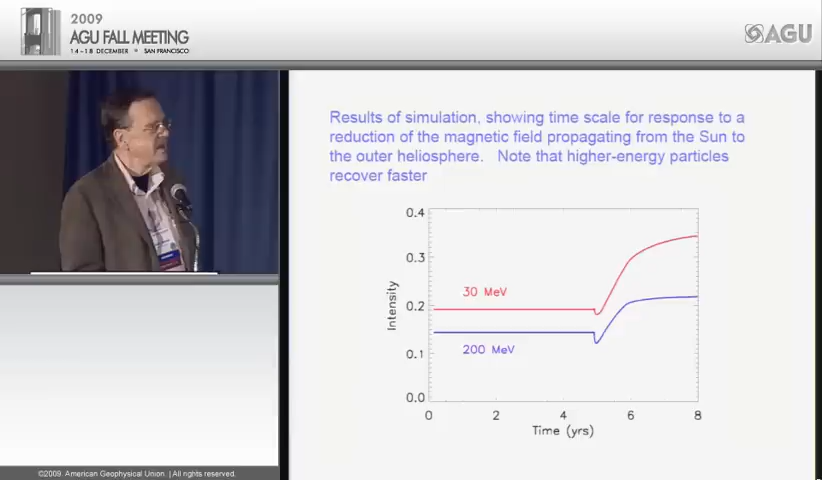 2009
AGU FALL MEETING
14 - 18 DECEMBER • SAN FRANCISCO
AGU
Results of simulation, showing time scale for response to a
reduction of the magnetic field propagating from the Sun to
the outer heliosphere. Note that higher-energy particles
recover faster
0.4
0.3
0.2
0.1
0.0
Intensity
30 MeV
200 MeV
0 2 4 6 8
Time (yrs)
©2009. American Geophysical Union. | All rights reserved.